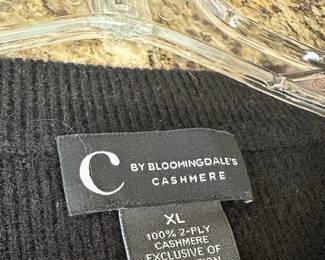 C BY BLOOMINGDALE'S
CASHMERE
XL
100% 2-PLY
CASHMERE
EXCLUSIVE OF